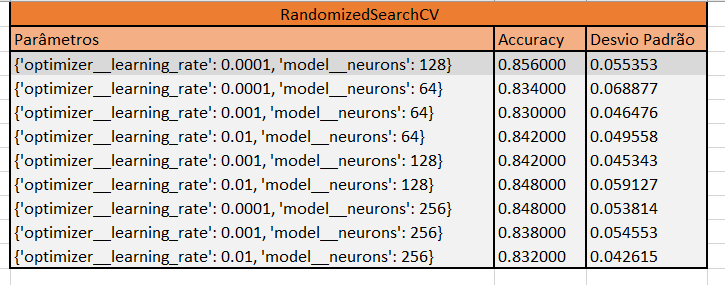 RandomizedSearchCV
Parâmetros Accuracy Desvio Padrão
{'optimizer__learning_rate': 0.0001, 'model__neurons': 128} 0.856000 0.055353
{'optimizer__learning_rate': 0.0001, 'model__neurons': 64} 0.834000 0.068877
{'optimizer__learning_rate': 0.001, 'model__neurons': 64} 0.830000 0.046476
{'optimizer__learning_rate': 0.01, 'model__neurons': 64} 0.842000 0.049558
{'optimizer__learning_rate': 0.001, 'model__neurons': 128} 0.842000 0.045343
{'optimizer__learning_rate': 0.01, 'model__neurons': 128} 0.848000 0.059127
{'optimizer__learning_rate': 0.0001, 'model__neurons': 256} 0.848000 0.053814
{'optimizer__learning_rate': 0.001, 'model__neurons': 256} 0.838000 0.054553
{'optimizer__learning_rate': 0.01, 'model__neurons': 256} 0.832000 0.042615